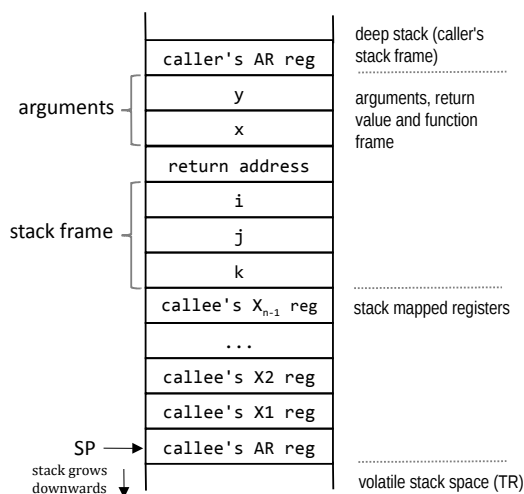 deep stack (caller's
stack frame)
caller's AR reg
arguments
y
x
arguments, return
value and function
frame
return address
stack frame
i
j
k
callee's Xn-1 reg
stack mapped registers
...
callee's X2 reg
callee's X1 reg
SP
callee's AR reg
stack grows
downwards
volatile stack space (TR)